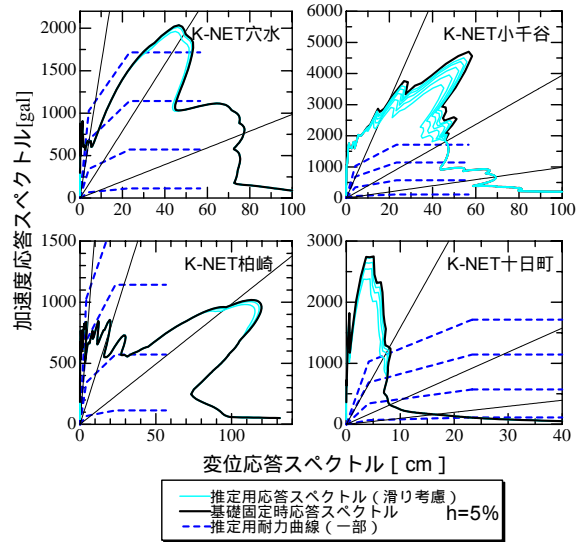 加速度応答スペクトル[gal]
K-NET穴水
2000
1500
1000
500
0
0 20 40 60 80 100
K-NET小千谷
6000
5000
4000
3000
2000
1000
0
0 20 40 60 80 100
K-NET柏崎
1500
1000
500
0
0 50 100
K-NET十日町
3000
2000
1000
0
0 10 20 30 40
変位応答スペクトル [ cm ]
推定用応答スペクトル(滑り考慮)
基礎固定時応答スペクトル h=5%
推定用耐力曲線(一部)